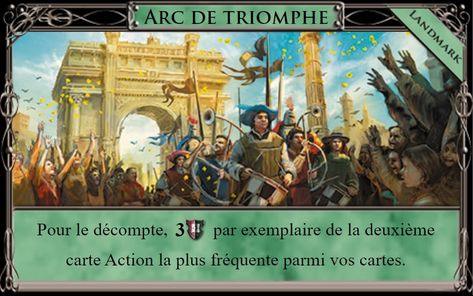 ARC DE TRIOMPHE
LANDMARK
Pour le décompte, 3 par exemplaire de la deuxième
carte Action la plus fréquente parmi vos cartes.